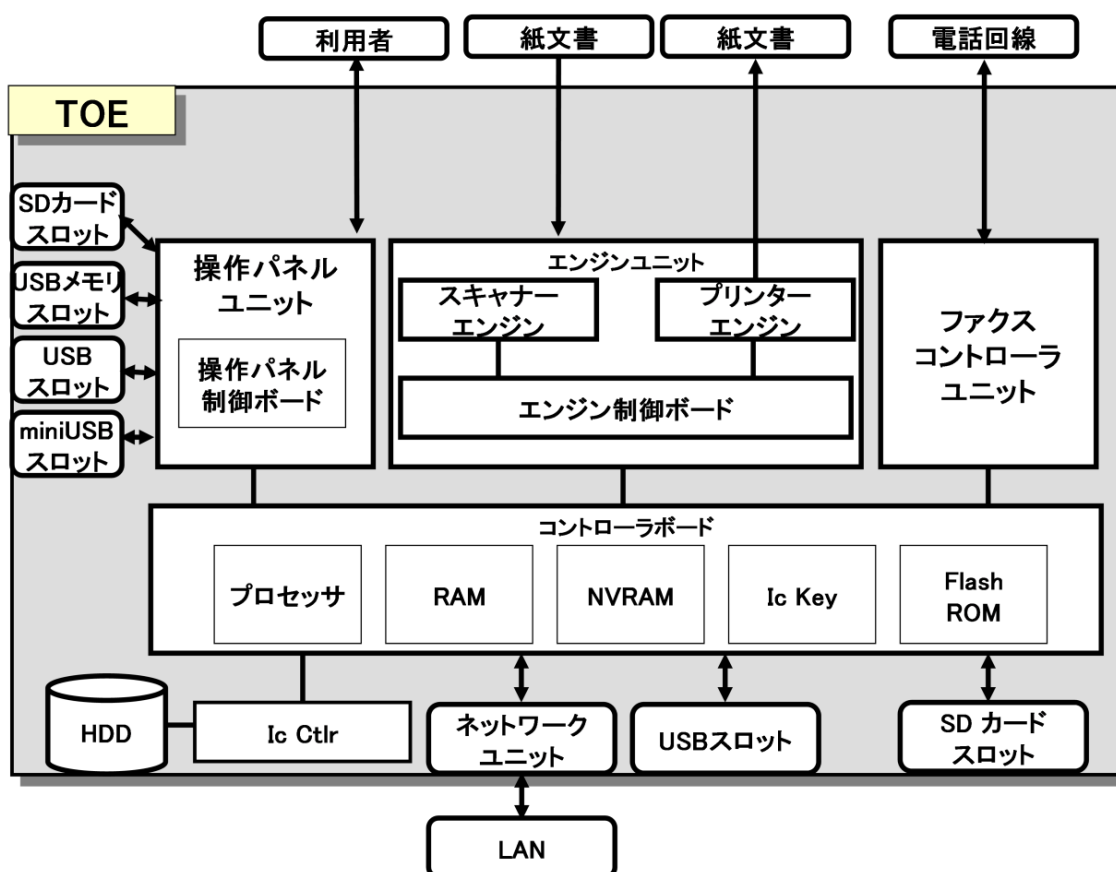 利用者
紙文書
紙文書
電話回線
TOE
SDカード
スロット
USBメモリ
スロット
USB
スロット
miniUSB
スロット
操作パネル
ユニット
操作パネル
制御ボード
エンジンユニット
スキャナー
エンジン
プリンター
エンジン
エンジン制御ボード
ファクス
コントローラ
ユニット
コントローラボード
プロセッサ
RAM
NVRAM
Ic Key
Flash
ROM
HDD
Ic Ctlr
ネットワーク
ユニット
USBスロット
SD カード
スロット
LAN